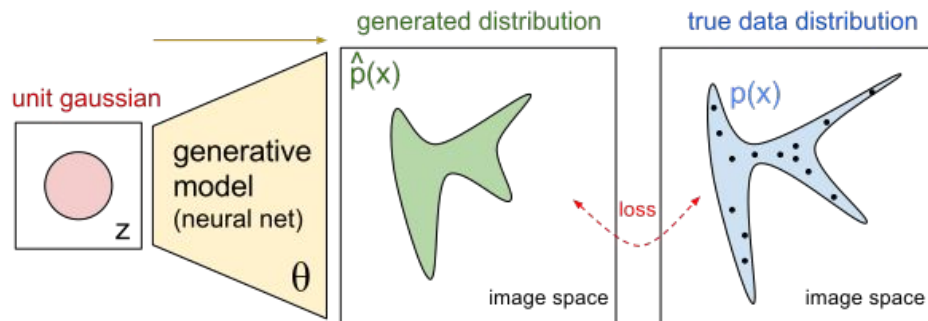 unit gaussian
z
generative
model
(neural net)
θ
generated distribution
p̂(x)
image space
loss
true data distribution
p(x)
image space